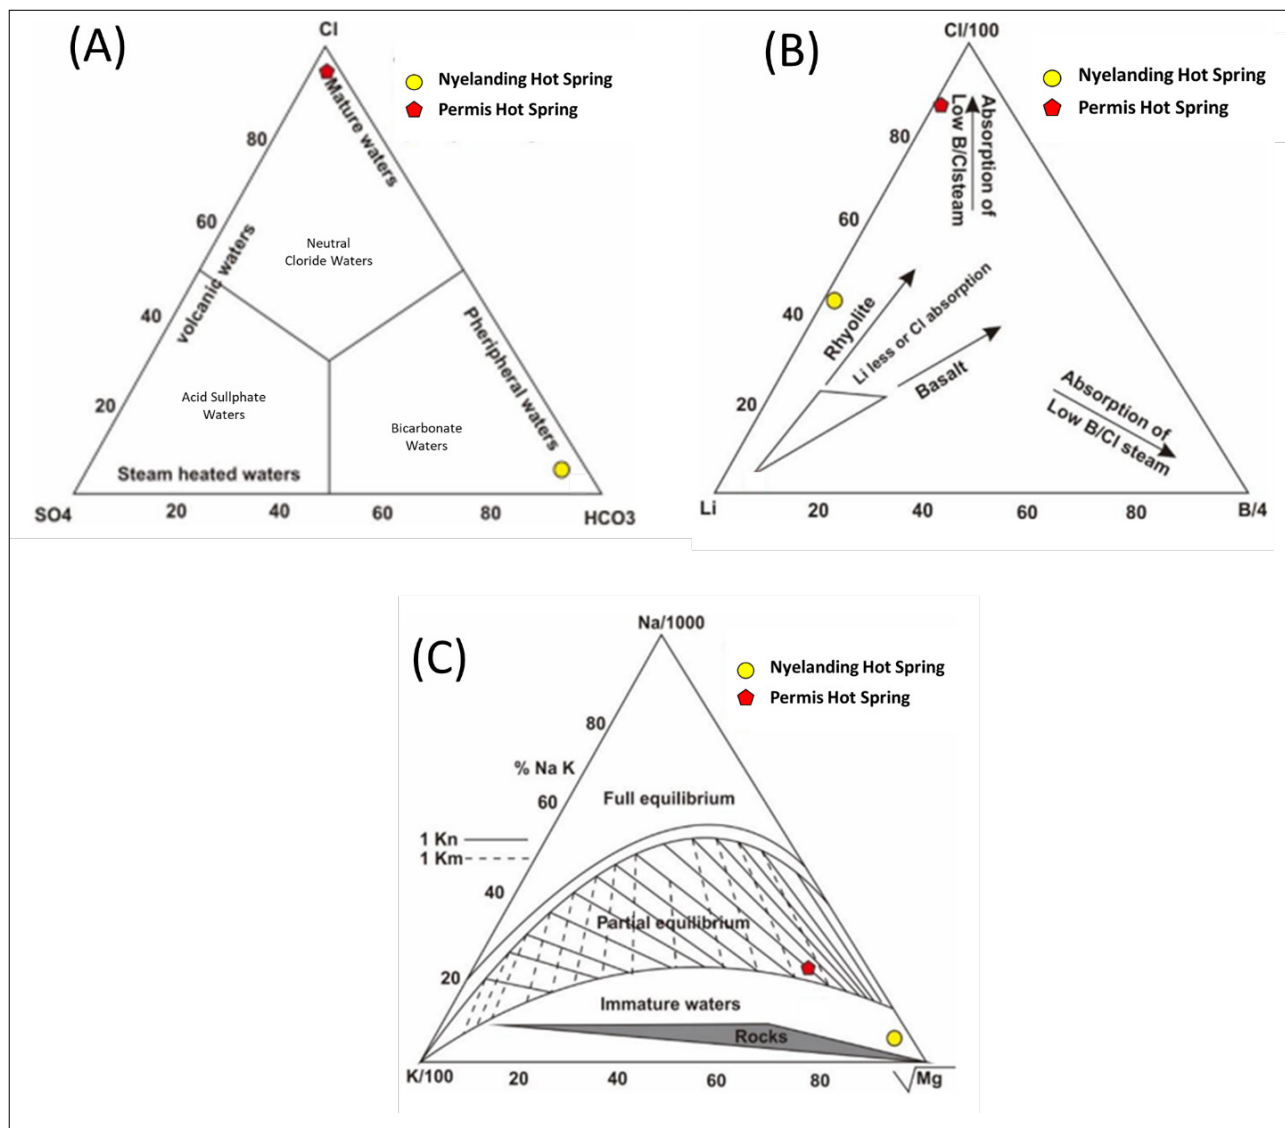 (A)
Cl
Nyelanding Hot Spring
Permis Hot Spring
Mature waters
80
60
volcanic waters
Neutral
Cloride Waters
40
Pheripheral waters
20
Acid Sullphate
Waters
Bicarbonate
Waters
Steam heated waters
SO4
20
40
60
80
HCO3
(B)
Cl/100
Nyelanding Hot Spring
Permis Hot Spring
80
Absorption of
Low B/Clsteam
60
40
Rhyolite
Li less or Cl absorption
Basalt
20
Absorption of
Low B/Cl steam
Li
20
40
60
80
B/4
(C)
Na/1000
Nyelanding Hot Spring
Permis Hot Spring
80
% Na K
60
Full equilibrium
1 Kn
1 Km
40
Partial equilibrium
20
Immature waters
Rocks
K/100
20
40
60
80
√Mg